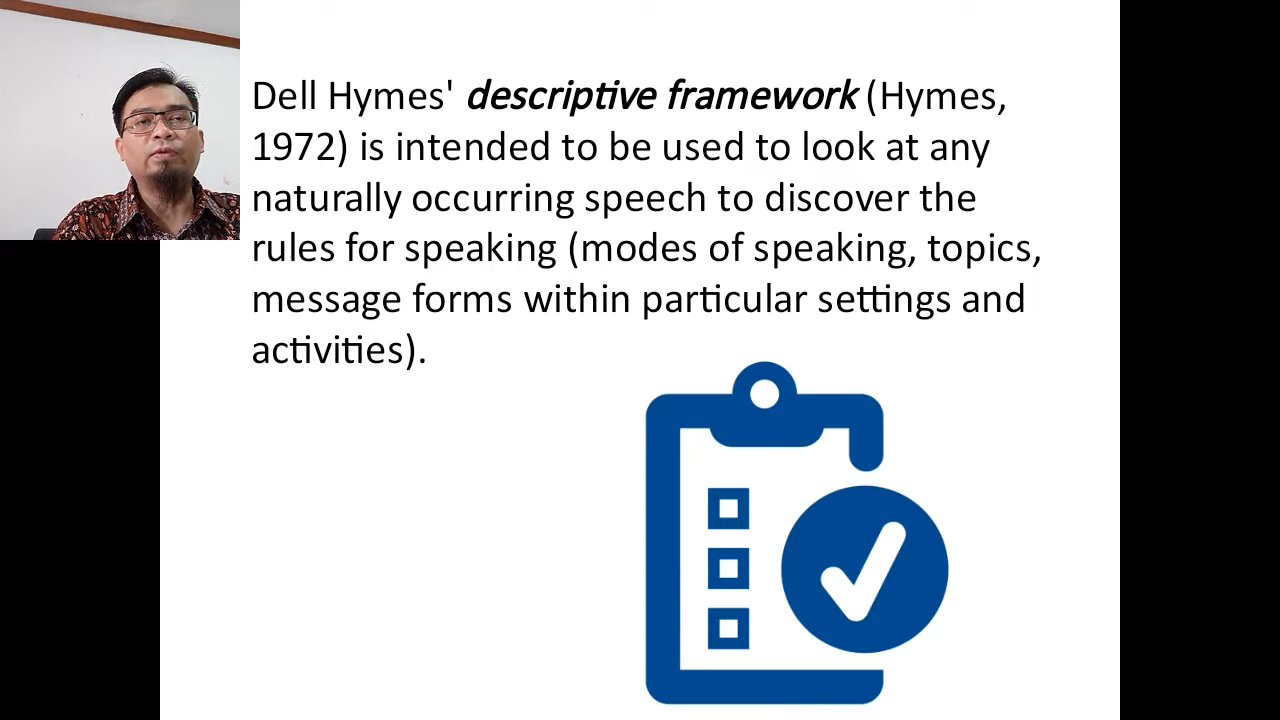 Dell Hymes' descriptive framework (Hymes,
1972) is intended to be used to look at any
naturally occurring speech to discover the
rules for speaking (modes of speaking, topics,
message forms within particular settings and
activities).